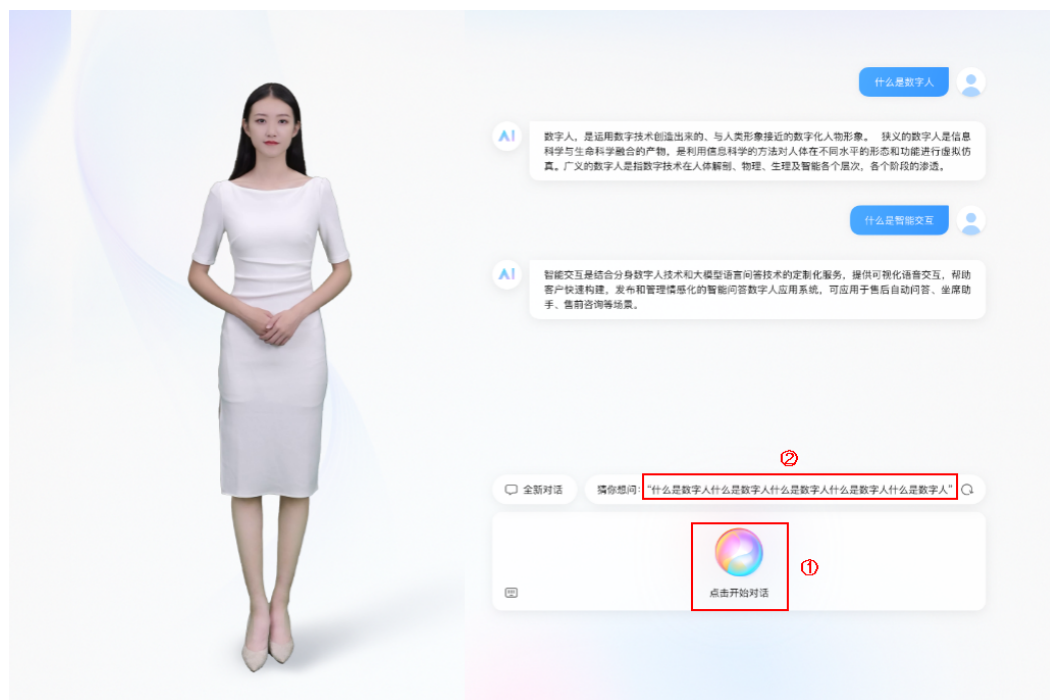 什么是数字人
AI
数字人，是运用数字技术创造出来的、与人类形象接近的数字化人物形象。 狭义的数字人是信息
科学与生命科学融合的产物，是利用信息科学的方法对人体在不同水平的形态和功能进行虚拟仿
真。广义的数字人是指数字技术在人体解剖、物理、生理及智能各个层次，各个阶段的渗透。
什么是智能交互
AI
智能交互是结合分身数字人技术和大模型语言问答技术的定制化服务，提供可视化语音交互，帮助
客户快速构建，发布和管理情感化的智能问答数字人应用系统，可应用于售后自动问答、坐席助
手、售前咨询等场景。
②
全新对话
猜你想问：“什么是数字人什么是数字人什么是数字人什么是数字人什么是数字人”
①
点击开始对话